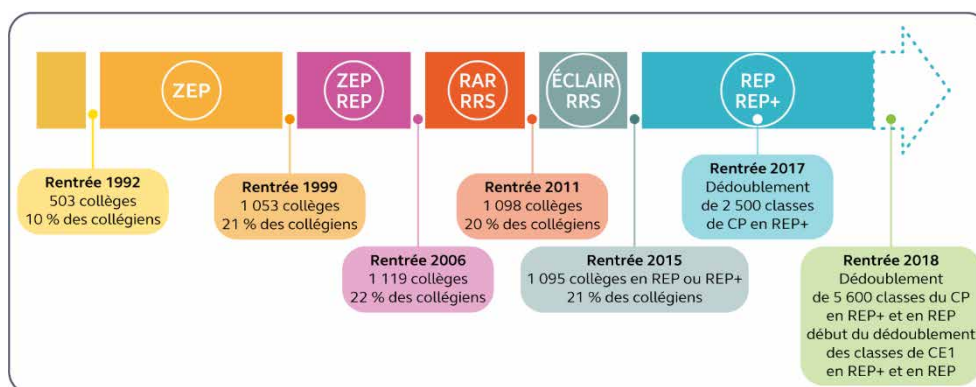 ZEP
ZEP
REP
RAR
RRS
ÉCLAIR
RRS
REP
REP+
Rentrée 1992
503 collèges
10 % des collégiens
Rentrée 1999
1 053 collèges
21 % des collégiens
Rentrée 2006
1 119 collèges
22 % des collégiens
Rentrée 2011
1 098 collèges
20 % des collégiens
Rentrée 2015
1 095 collèges en REP ou REP+
21 % des collégiens
Rentrée 2017
Dédoublement
de 2 500 classes
de CP en REP+
Rentrée 2018
Dédoublement
de 5 600 classes du CP
en REP+ et en REP
début du dédoublement
des classes de CE1
en REP+ et en REP